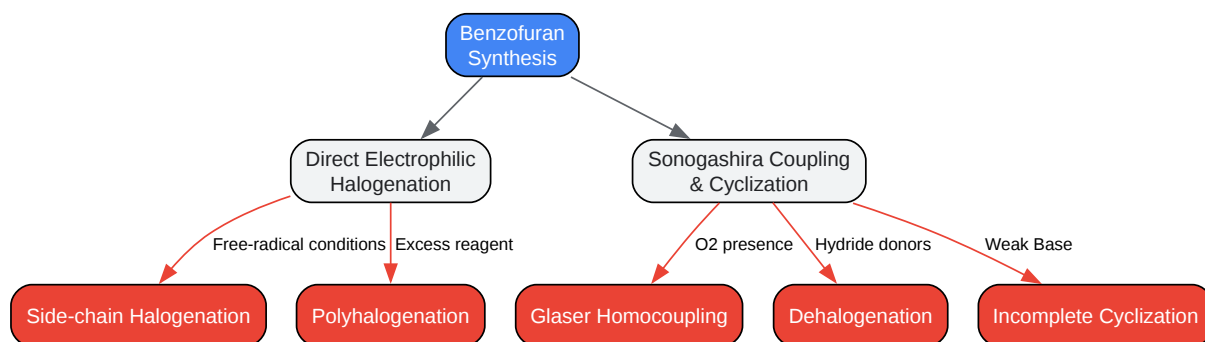 Benzofuran
Synthesis
Direct Electrophilic
Halogenation
Sonogashira Coupling
& Cyclization
Free-radical conditions
Excess reagent
O2 presence
Hydride donors
Weak Base
Side-chain Halogenation
Polyhalogenation
Glaser Homocoupling
Dehalogenation
Incomplete Cyclization